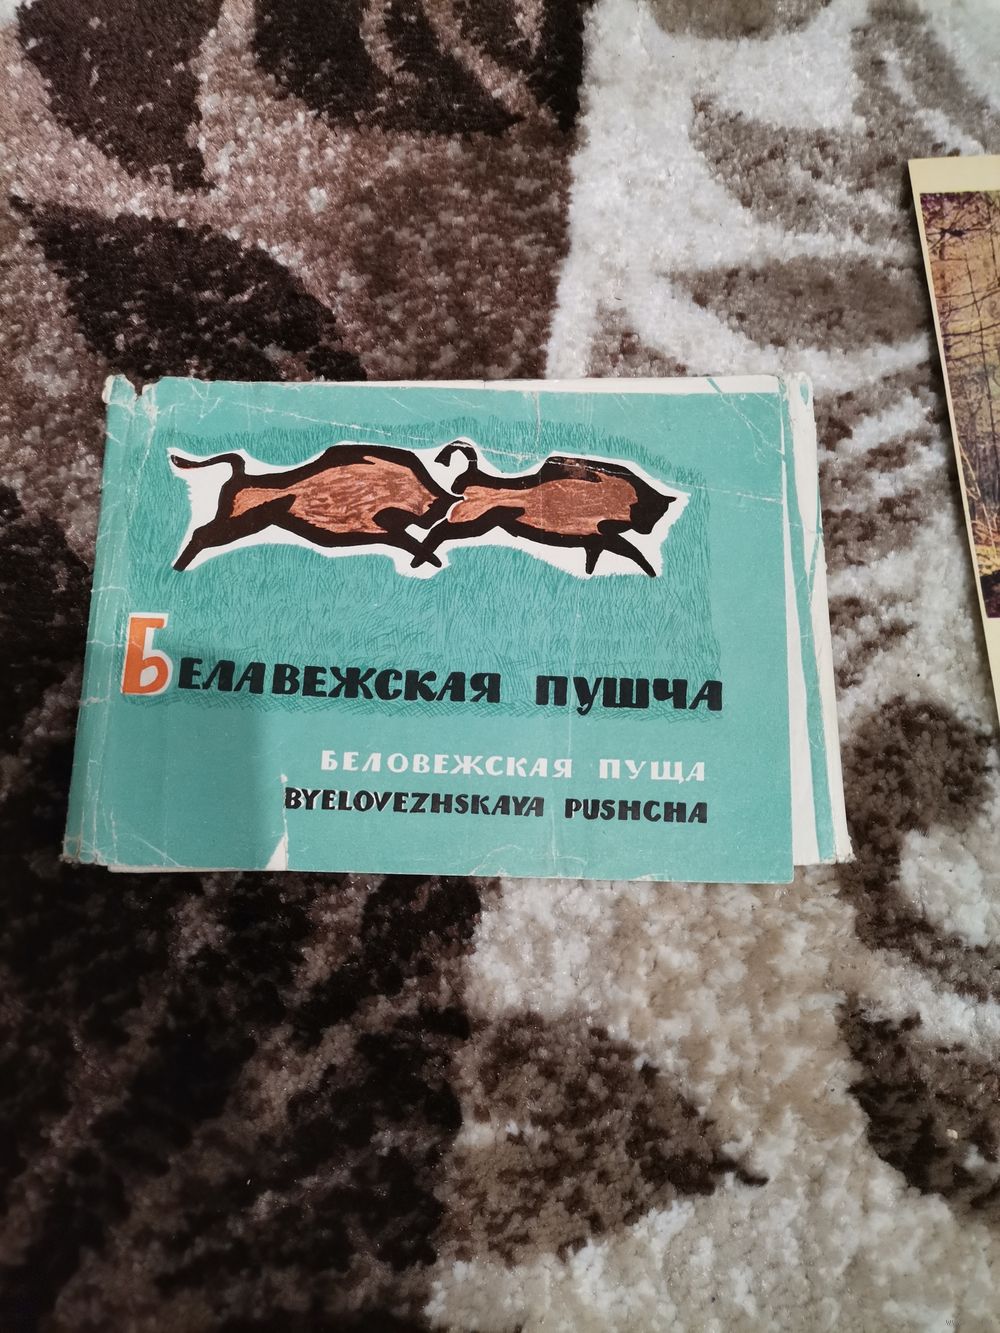 БЕЛАВЕЖСКАЯ ПУШЧА
БЕЛОВЕЖСКАЯ ПУЩА
BYELOVEZHSKAYA PUSHCHA